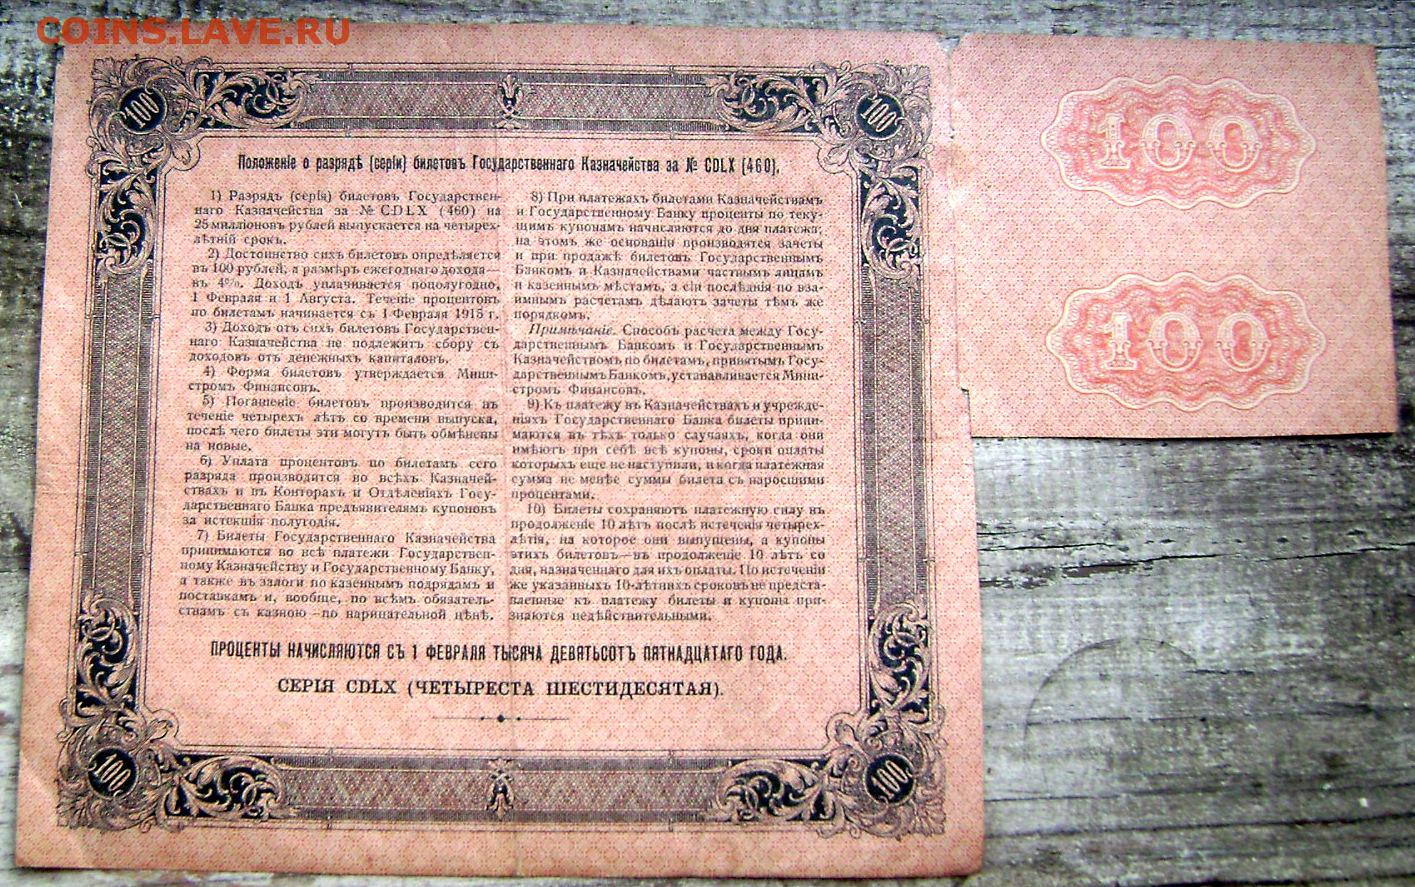 COINS.LAVE.RU
100
100
Положеніе о разрядѣ (серіи) билетовъ Государственнаго Казначейства за № CDLX (460).
1) Разрядъ (серія) билетовъ Государствен-
наго Казначейства за № CDLX (460) на
25 милліоновъ рублей выпускается на четырех-
лѣтній срокъ.
2) Достоинство сихъ билетовъ опредѣляется
въ 100 рублей, а размѣръ ежегоднаго дохода—
въ 4%. Доходъ уплачивается пополугодно,
1 Февраля и 1 Августа. Теченіе процентовъ
по билетамъ начинается съ 1 Февраля 1915 г.
3) Доходъ отъ сихъ билетовъ Государствен-
наго Казначейства не подлежитъ сбору съ
доходовъ отъ денежныхъ капиталовъ.
4) Форма билетовъ утверждается Мини-
стромъ Финансовъ.
5) Погашеніе билетовъ производится въ
теченіе четырехъ лѣтъ со времени выпуска,
послѣ чего билеты эти могутъ быть обмѣнены
на новые.
6) Уплата процентовъ по билетамъ сего
разряда производится во всѣхъ Казначей-
ствахъ и въ Конторахъ и Отдѣленіяхъ Госу-
дарственнаго Банка предъявителямъ купоновъ
за истекшія полугодія.
7) Билеты Государственнаго Казначейства
принимаются во всѣ платежи Государствен-
ному Казначейству и Государственному Банку,
а также въ залоги по казеннымъ подрядамъ и
поставкамъ и, вообще, по всѣмъ обязатель-
ствамъ съ казною—по нарицательной цѣнѣ.
8) При платежахъ билетами Казначействамъ
и Государственному Банку проценты по теку-
щимъ купонамъ начисляются до дня платежа;
на этомъ же основаніи производятся зачеты
и при продажѣ билетовъ Государственнымъ
Банкомъ и Казначействами частнымъ лицамъ
и казеннымъ мѣстамъ, а сіи послѣднія по вза-
имнымъ расчетамъ дѣлаютъ зачеты тѣмъ же
порядкомъ.
Примѣчаніе. Способъ расчета между Госу-
дарственнымъ Банкомъ и Государственнымъ
Казначействомъ по билетамъ, принятымъ Госу-
дарственнымъ Банкомъ, устанавливается Мини-
стромъ Финансовъ.
9) Къ платежу въ Казначействахъ и учрежде-
ніяхъ Государственнаго Банка билеты прини-
маются въ тѣхъ только случаяхъ, когда они
имѣютъ при себѣ всѣ купоны, сроки оплаты
которыхъ еще не наступили, и когда платежная
сумма не менѣе суммы билета съ наросшими
процентами.
10) Билеты сохраняютъ платежную силу въ
продолженіе 10 лѣтъ послѣ истеченія четырех-
лѣтія, на которое они выпущены, а купоны
этихъ билетовъ—въ продолженіе 10 лѣтъ со
дня, назначеннаго для ихъ оплаты. По истеченіи
же указанныхъ 10-лѣтнихъ сроковъ не предста-
вленные къ платежу билеты и купоны при-
знаются недѣйствительными.
ПРОЦЕНТЫ НАЧИСЛЯЮТСЯ СЪ 1 ФЕВРАЛЯ ТЫСЯЧА ДЕВЯТЬСОТЪ ПЯТНАДЦАТАГО ГОДА.
СЕРІЯ CDLX (ЧЕТЫРЕСТА ШЕСТИДЕСЯТАЯ).
100
100
100
100